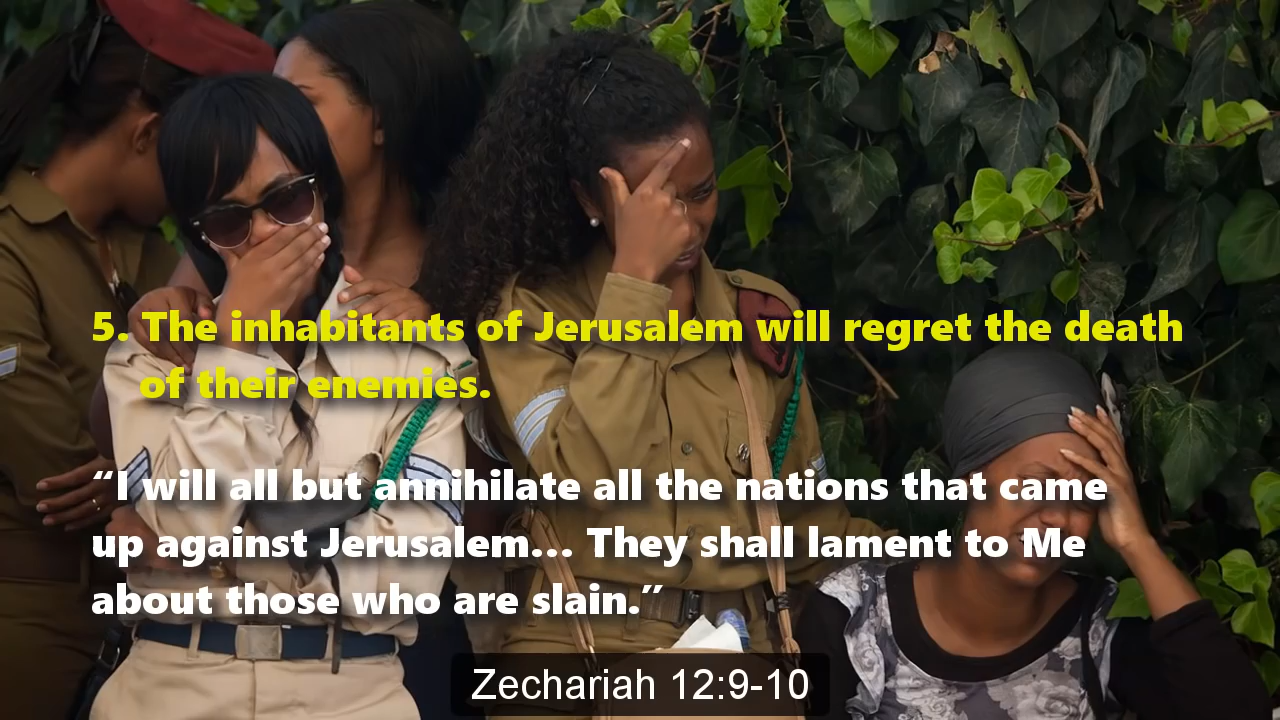 5. The inhabitants of Jerusalem will regret the death
of their enemies.
“I will all but annihilate all the nations that came
up against Jerusalem… They shall lament to Me
about those who are slain.”
Zechariah 12:9-10